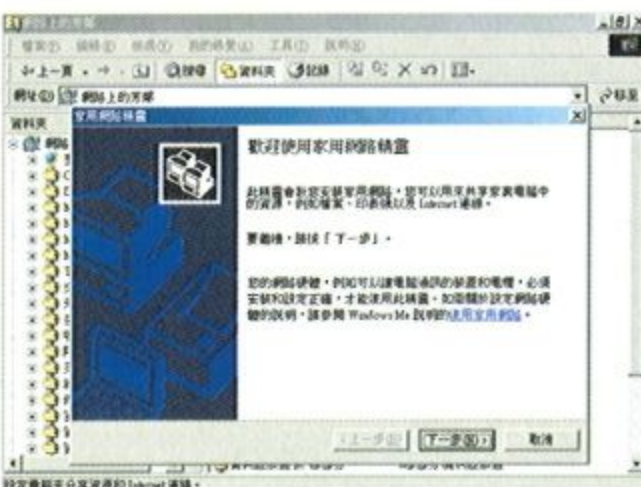 檔案(F) 編輯(E) 檢視(V) 我的最愛(A) 工具(T) 說明(H)
上一頁 搜尋 資料夾 記錄
網址(D) 網路上的芳鄰 移至
資料夾
家用網路精靈
歡迎使用家用網路精靈
此精靈會幫您安裝家用網路,您可以用來共享家裏電腦中
的資源,例如檔案、印表機以及 Internet 連線。
要繼續,請按「下一步」。
您的網路硬體,例如可以讓電腦通訊的裝置和電纜,必須
安裝和設定正確,才能使用此精靈。如需關於設定網路硬
體的說明,請參閱 Windows Me 說明的使用家用網路。
<上一步(B) 下一步(N)> 取消